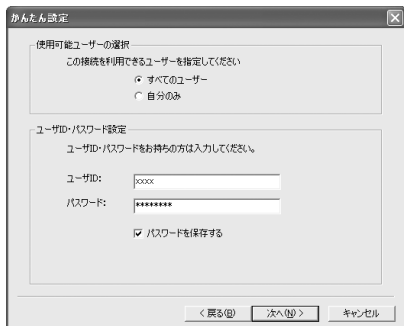 かんたん設定
使用可能ユーザーの選択
この接続を利用できるユーザーを指定してください
すべてのユーザー
自分のみ
ユーザID・パスワード設定
ユーザID・パスワードをお持ちの方は入力してください。
ユーザID:
xxxx
パスワード:
********
パスワードを保存する
< 戻る(B)
次へ(N) >
キャンセル